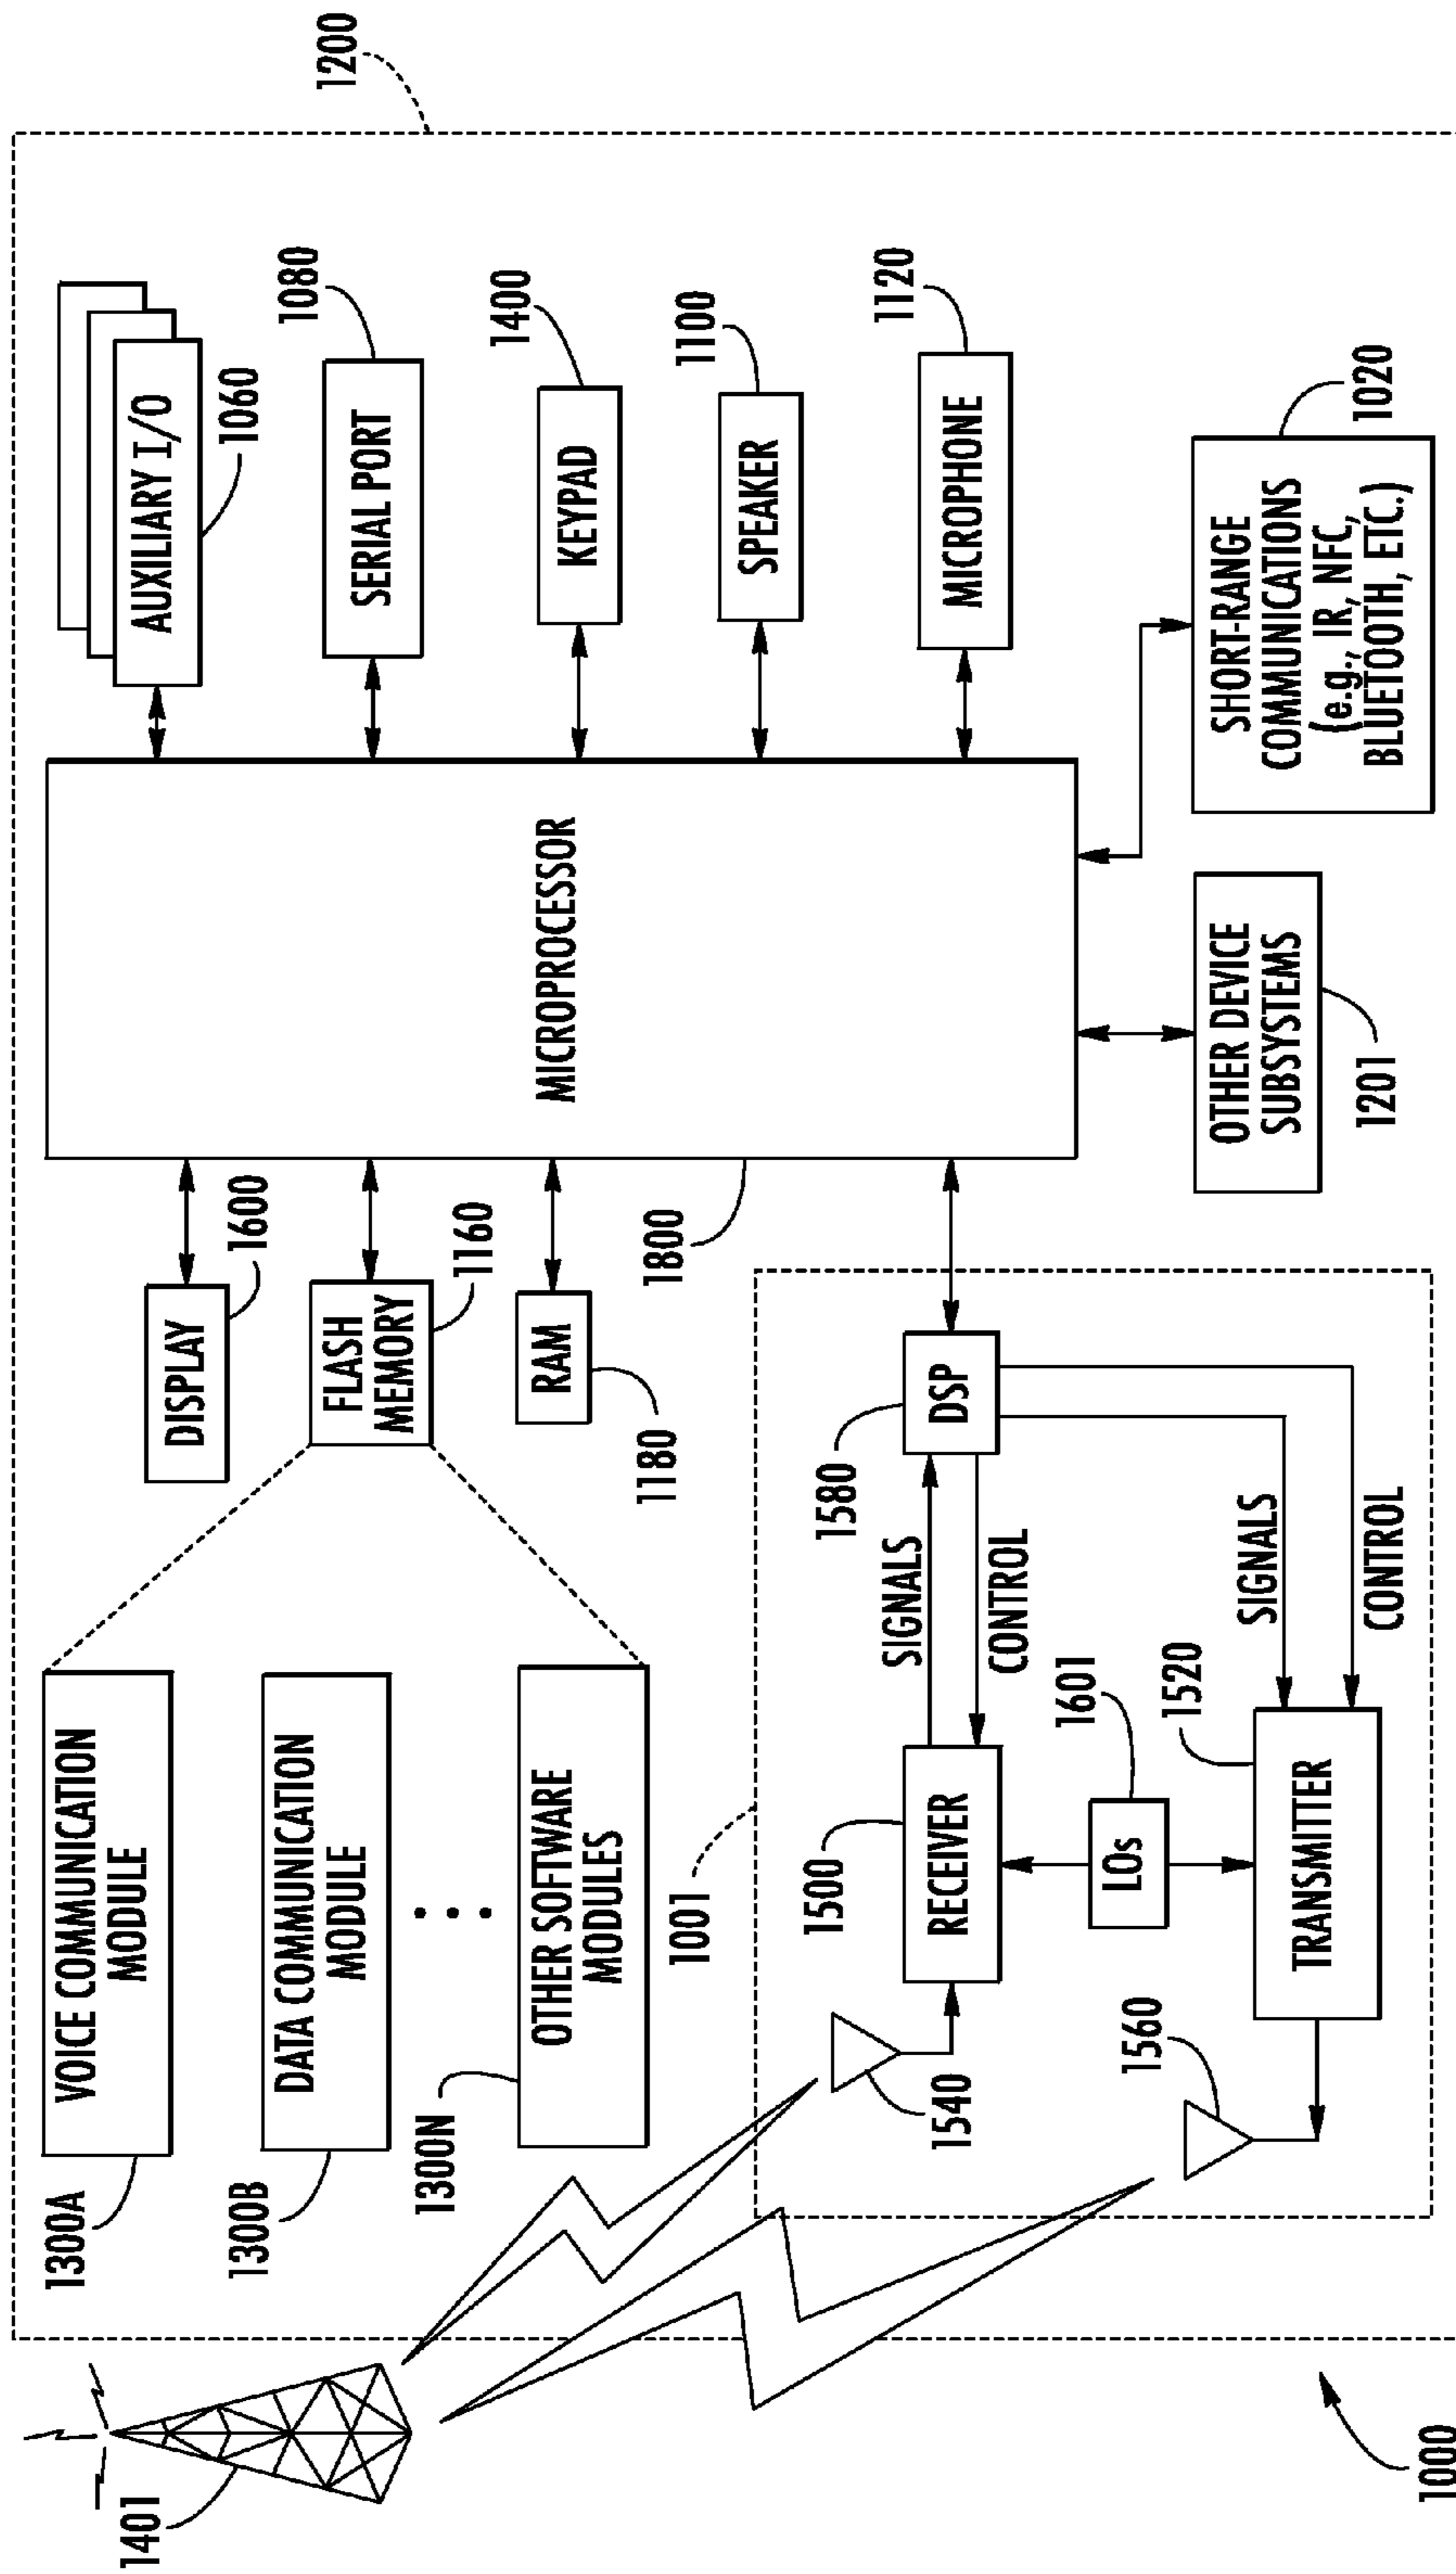 1401
1300A
VOICE COMMUNICATION
MODULE
1300B
DATA COMMUNICATION
MODULE
1300N
OTHER SOFTWARE
MODULES
DISPLAY
1600
FLASH
MEMORY
1160
RAM
1180
1800
MICROPROCESSOR
AUXILIARY I/O
1060
SERIAL PORT
1080
KEYPAD
1400
SPEAKER
1100
MICROPHONE
1120
1200
1001
1540
1500
RECEIVER
SIGNALS
CONTROL
1580
DSP
LOs
1601
1560
TRANSMITTER
1520
SIGNALS
CONTROL
OTHER DEVICE
SUBSYSTEMS
1201
SHORT-RANGE
COMMUNICATIONS
(e.g., IR, NFC,
BLUETOOTH, ETC.)
1020
1000